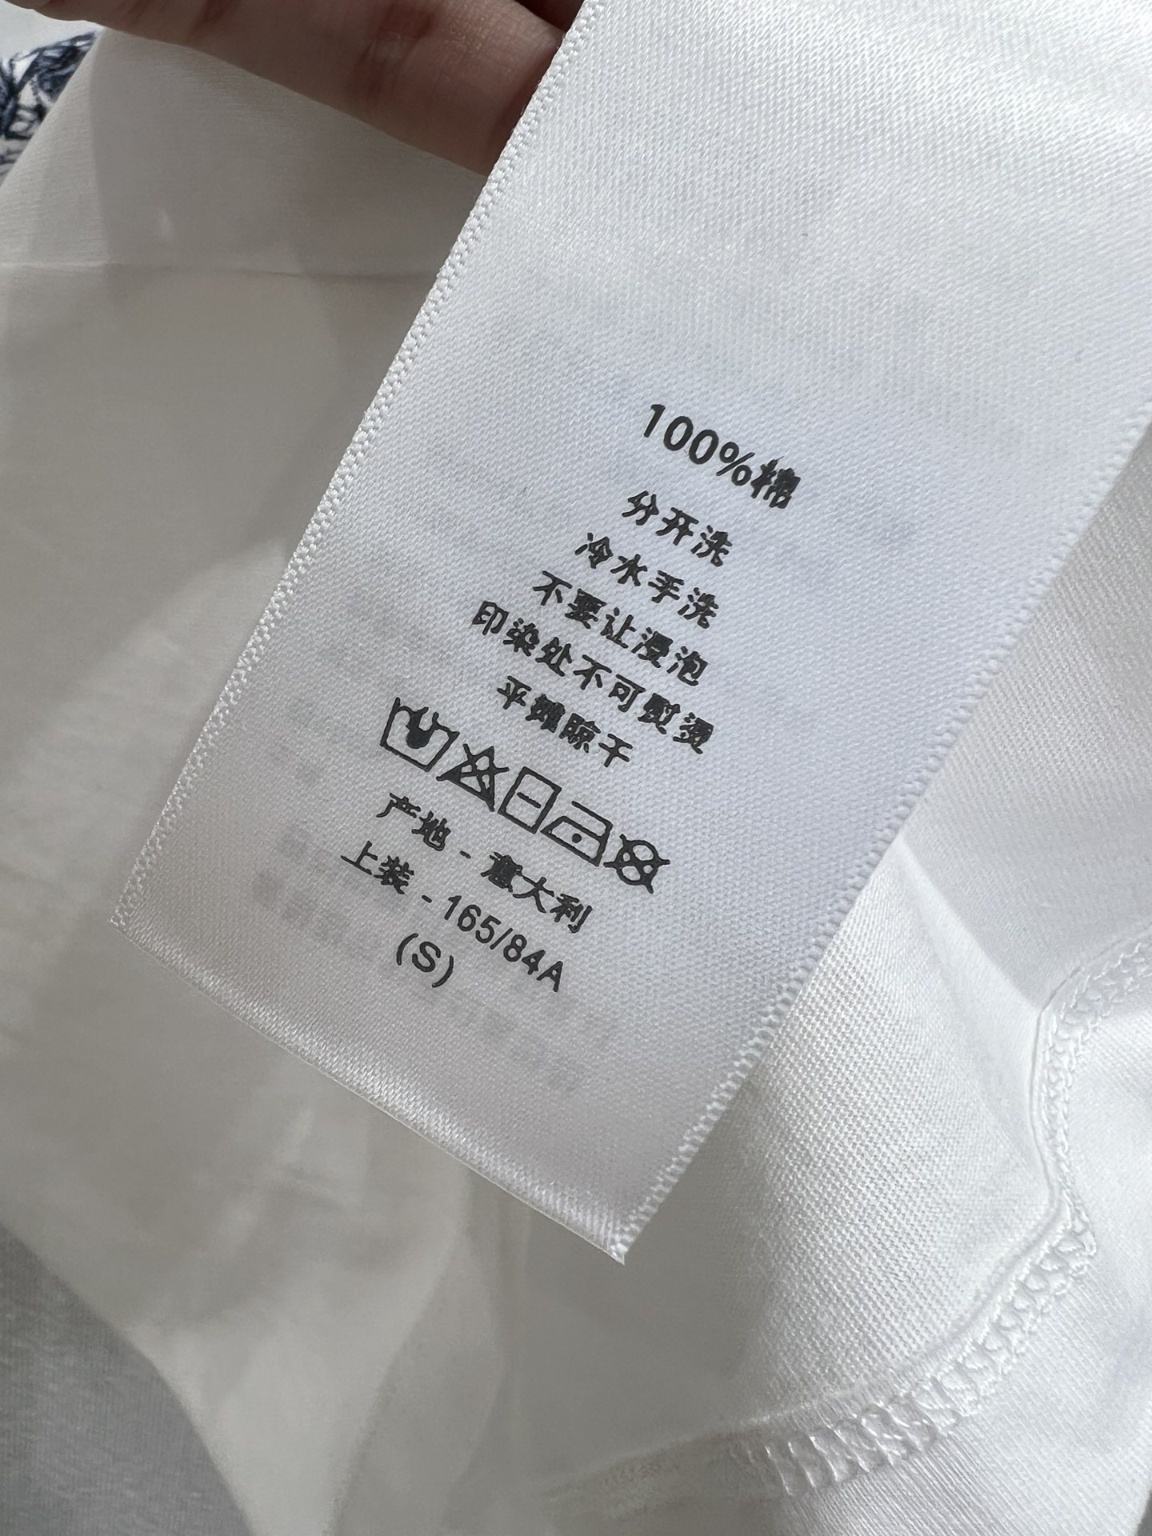 100%棉
分开洗
冷水手洗
不要让浸泡
印染处不可熨烫
平摊晾干
产地 - 意大利
上装 - 165/84A
(S)